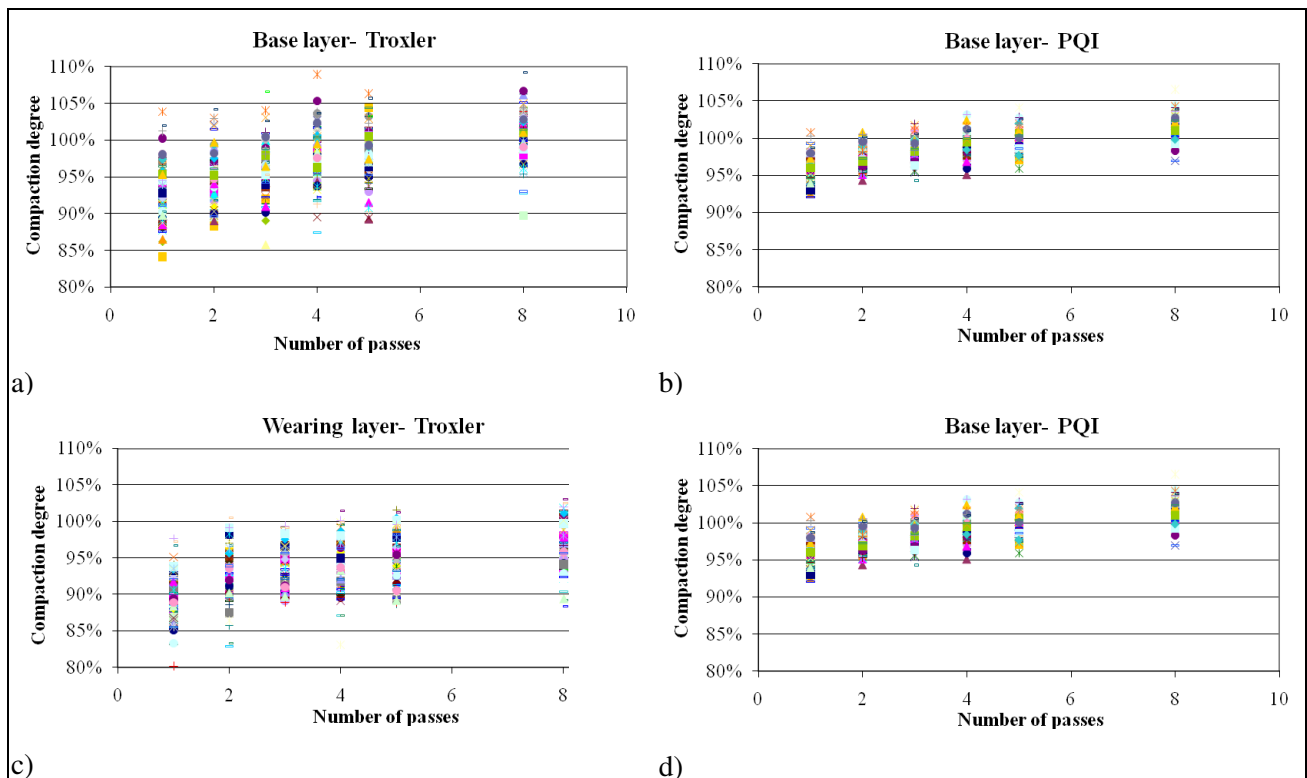 Base layer- Troxler
110%
105%
100%
95%
90%
85%
80%
Compaction degree
0 2 4 6 8 10
Number of passes
a)
Base layer- PQI
110%
105%
100%
95%
90%
85%
80%
Compaction degree
0 2 4 6 8 10
Number of passes
b)
Wearing layer- Troxler
110%
105%
100%
95%
90%
85%
80%
Compaction degree
0 2 4 6 8
Number of passes
c)
Base layer- PQI
110%
105%
100%
95%
90%
85%
80%
Compaction degree
0 2 4 6 8 10
Number of passes
d)